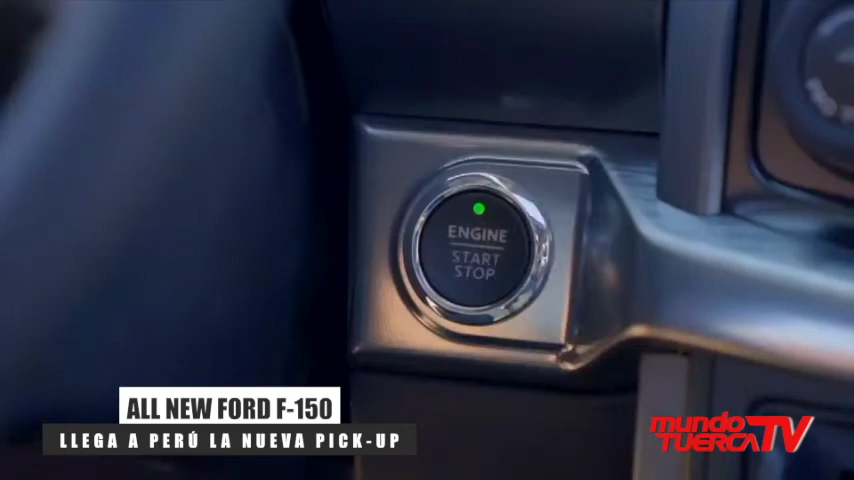 ENGINE
START
STOP
ALL NEW FORD F-150
LLEGA A PERÚ LA NUEVA PICK-UP
mundo
TUERCA TV